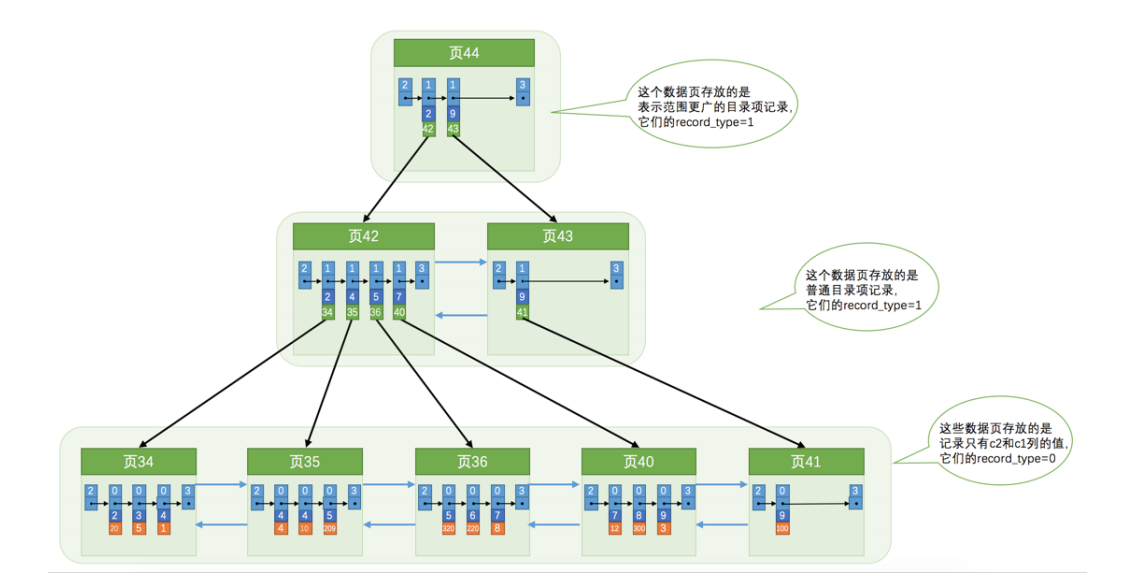 页44
2 1 1 3
2 9
42 43
这个数据页存放的是
表示范围更广的目录项记录,
它们的record_type=1
页42
页43
2 1 1 1 1 3
2 1 3
2 4 5 7
9
34 35 36 40
41
这个数据页存放的是
普通目录项记录,
它们的record_type=1
这些数据页存放的是
记录只有c2和c1列的值,
它们的record_type=0
页34
页35
页36
页40
页41
2 0 0 0 3
2 0 0 0 3
2 0 0 0 3
2 0 0 0 3
2 0 3
2 3 4
4 4 5
5 6 7
7 8 9
9
20 5 1
4 10 209
320 220 8
12 300 3
100